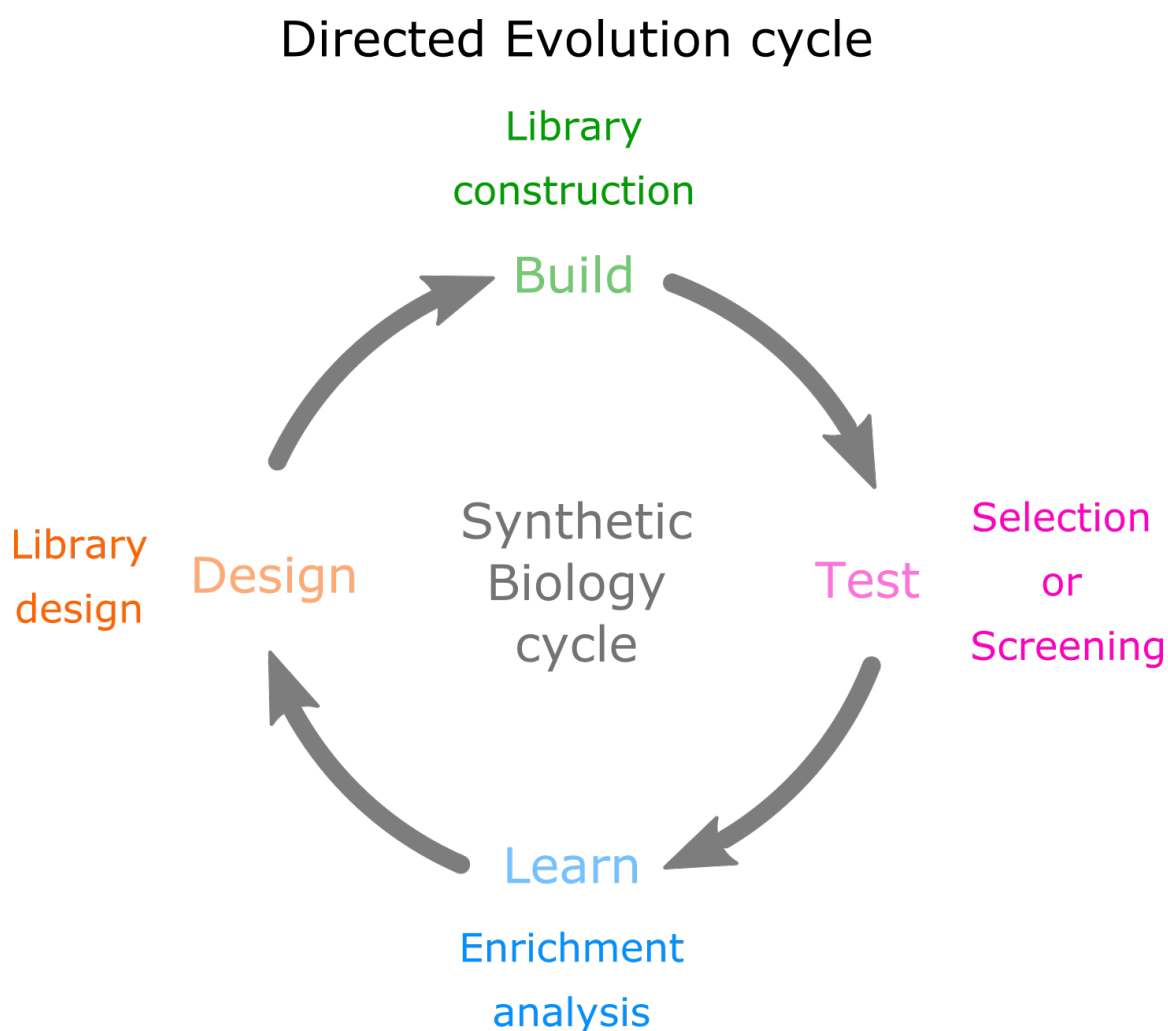 Directed Evolution cycle
Library
construction
Build
Synthetic
Biology
cycle
Library
design
Design
Test
Selection
or
Screening
Learn
Enrichment
analysis